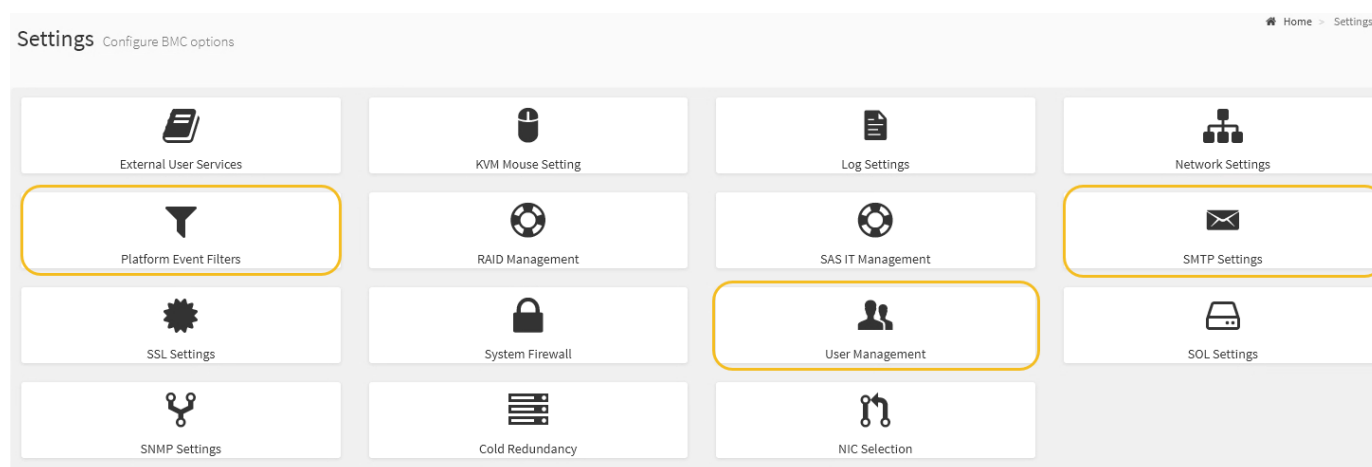 Home > Settings
Settings Configure BMC options
External User Services
KVM Mouse Setting
Log Settings
Network Settings
Platform Event Filters
RAID Management
SAS IT Management
SMTP Settings
SSL Settings
System Firewall
User Management
SOL Settings
SNMP Settings
Cold Redundancy
NIC Selection